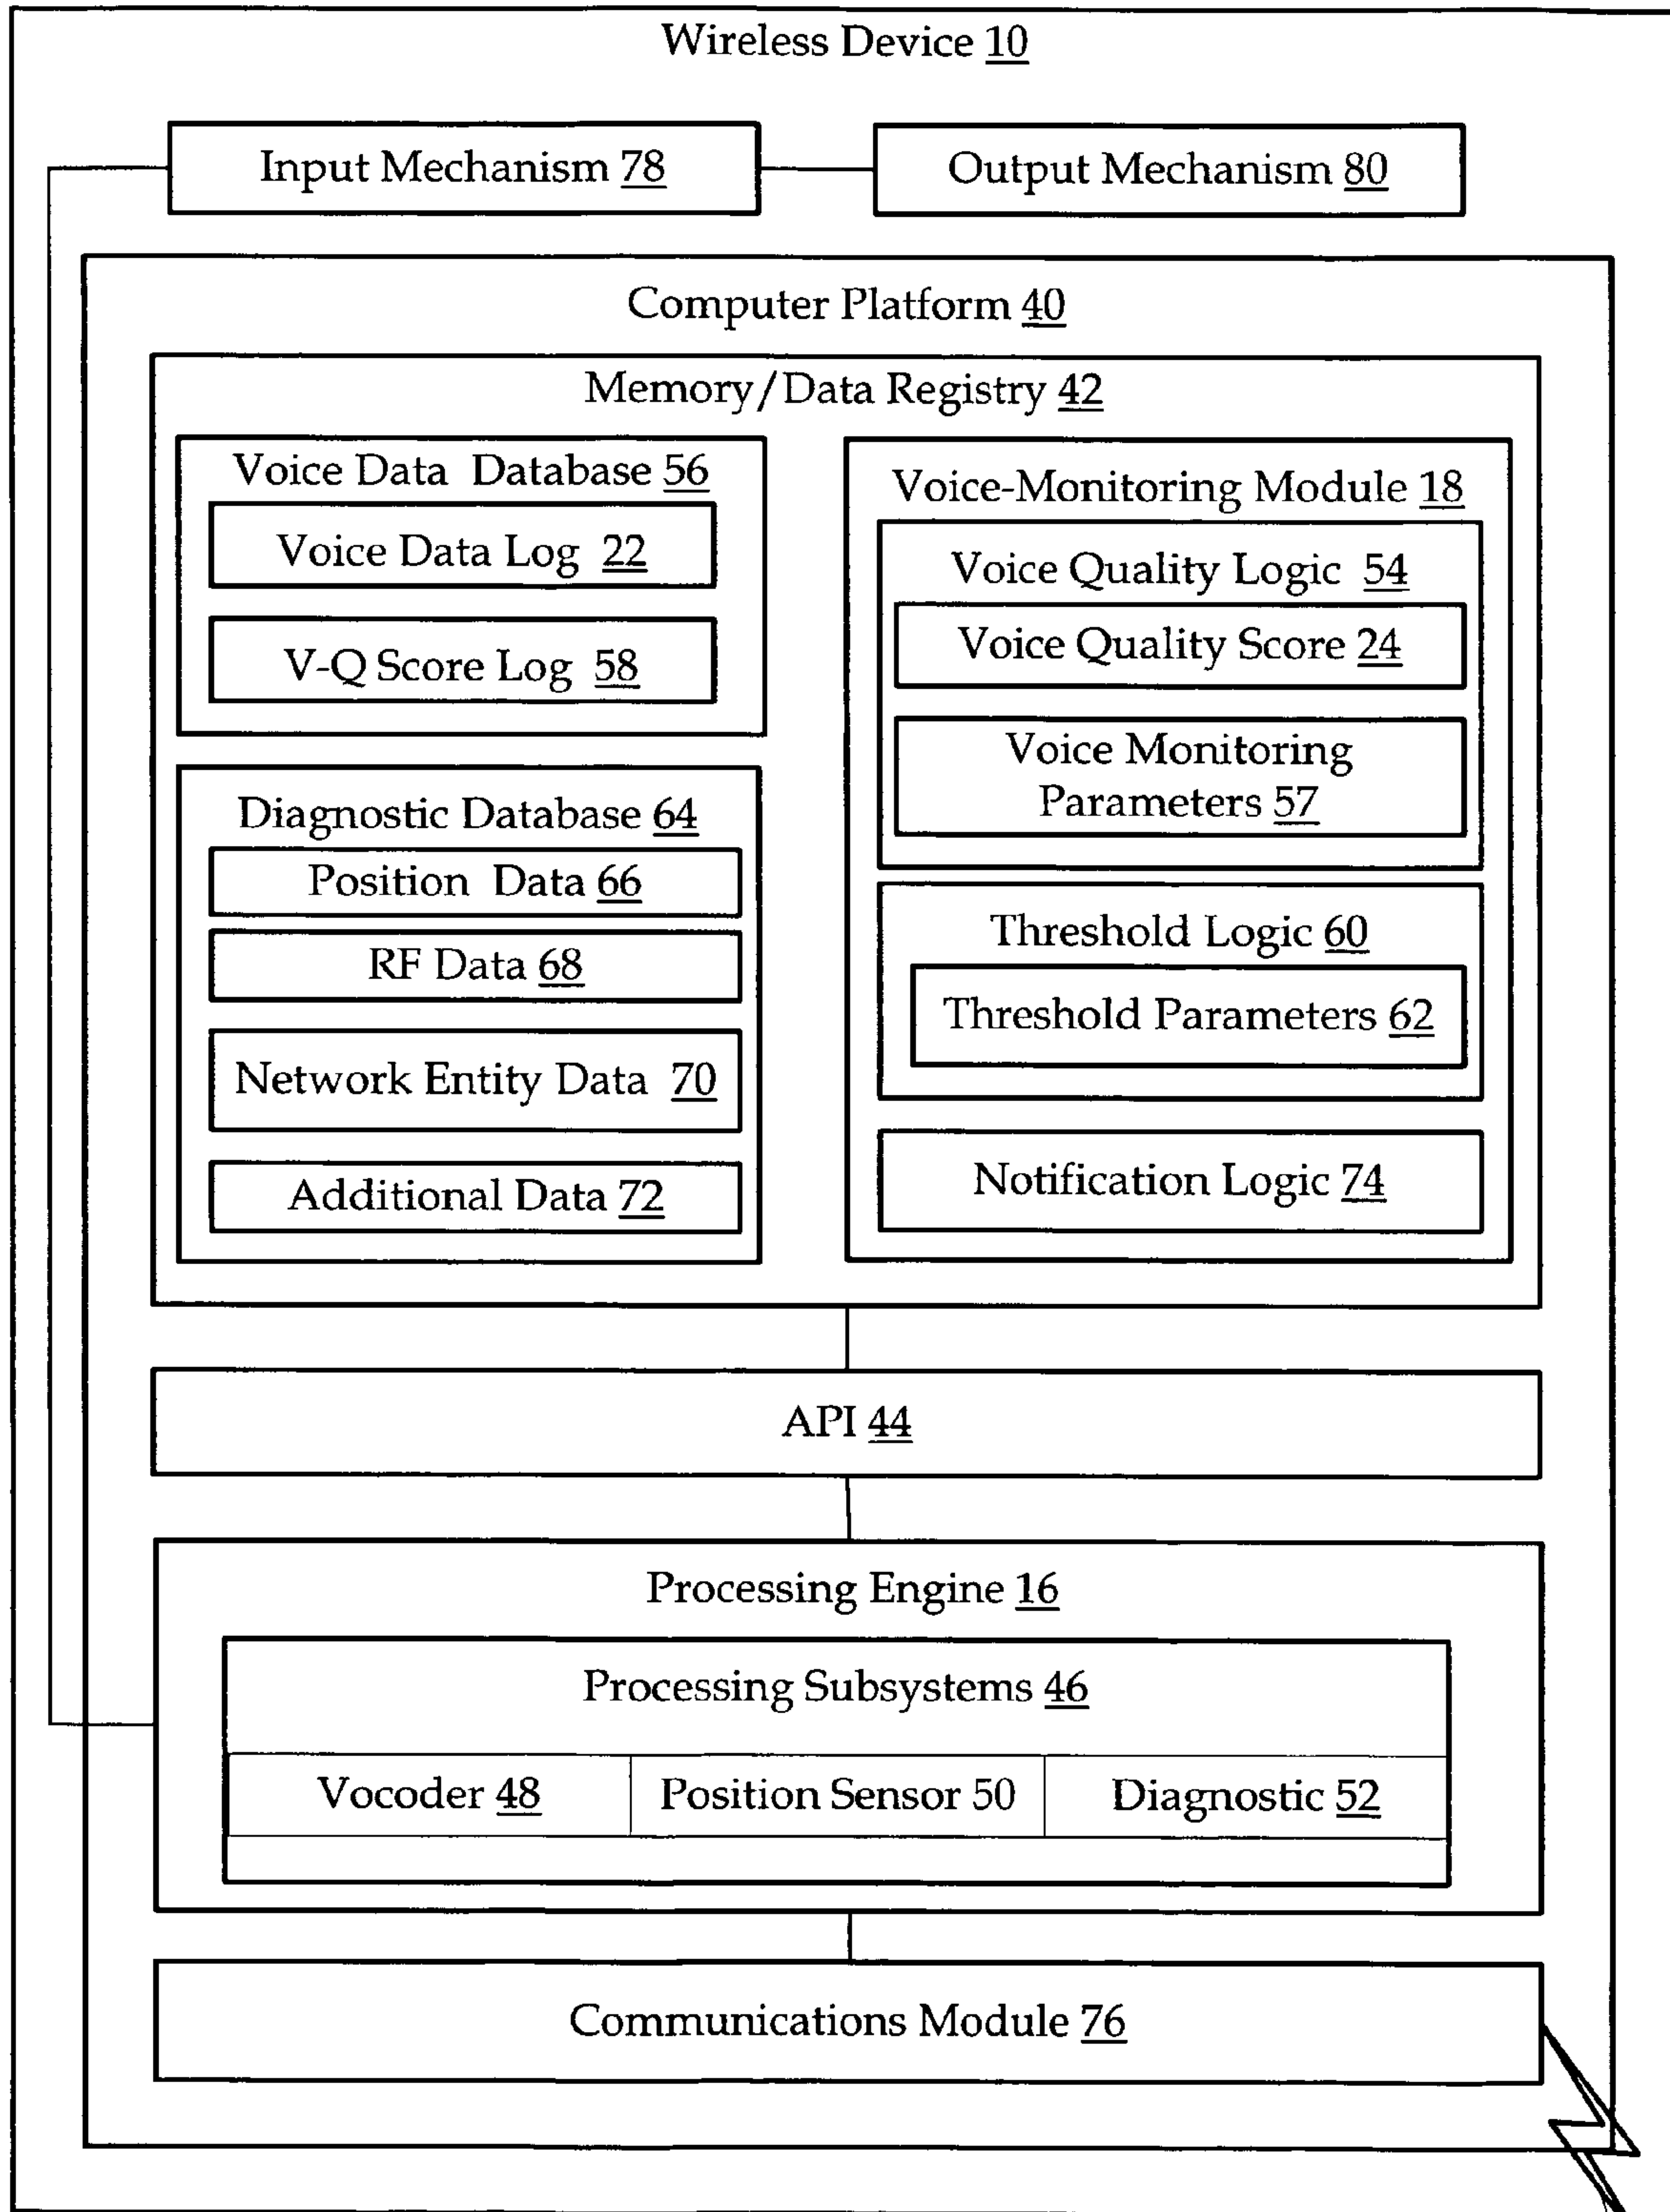 Wireless Device 10
Input Mechanism 78
Output Mechanism 80
Computer Platform 40
Memory/Data Registry 42
Voice Data Database 56
Voice Data Log 22
V-Q Score Log 58
Diagnostic Database 64
Position Data 66
RF Data 68
Network Entity Data 70
Additional Data 72
Voice-Monitoring Module 18
Voice Quality Logic 54
Voice Quality Score 24
Voice Monitoring
Parameters 57
Threshold Logic 60
Threshold Parameters 62
Notification Logic 74
API 44
Processing Engine 16
Processing Subsystems 46
Vocoder 48
Position Sensor 50
Diagnostic 52
Communications Module 76